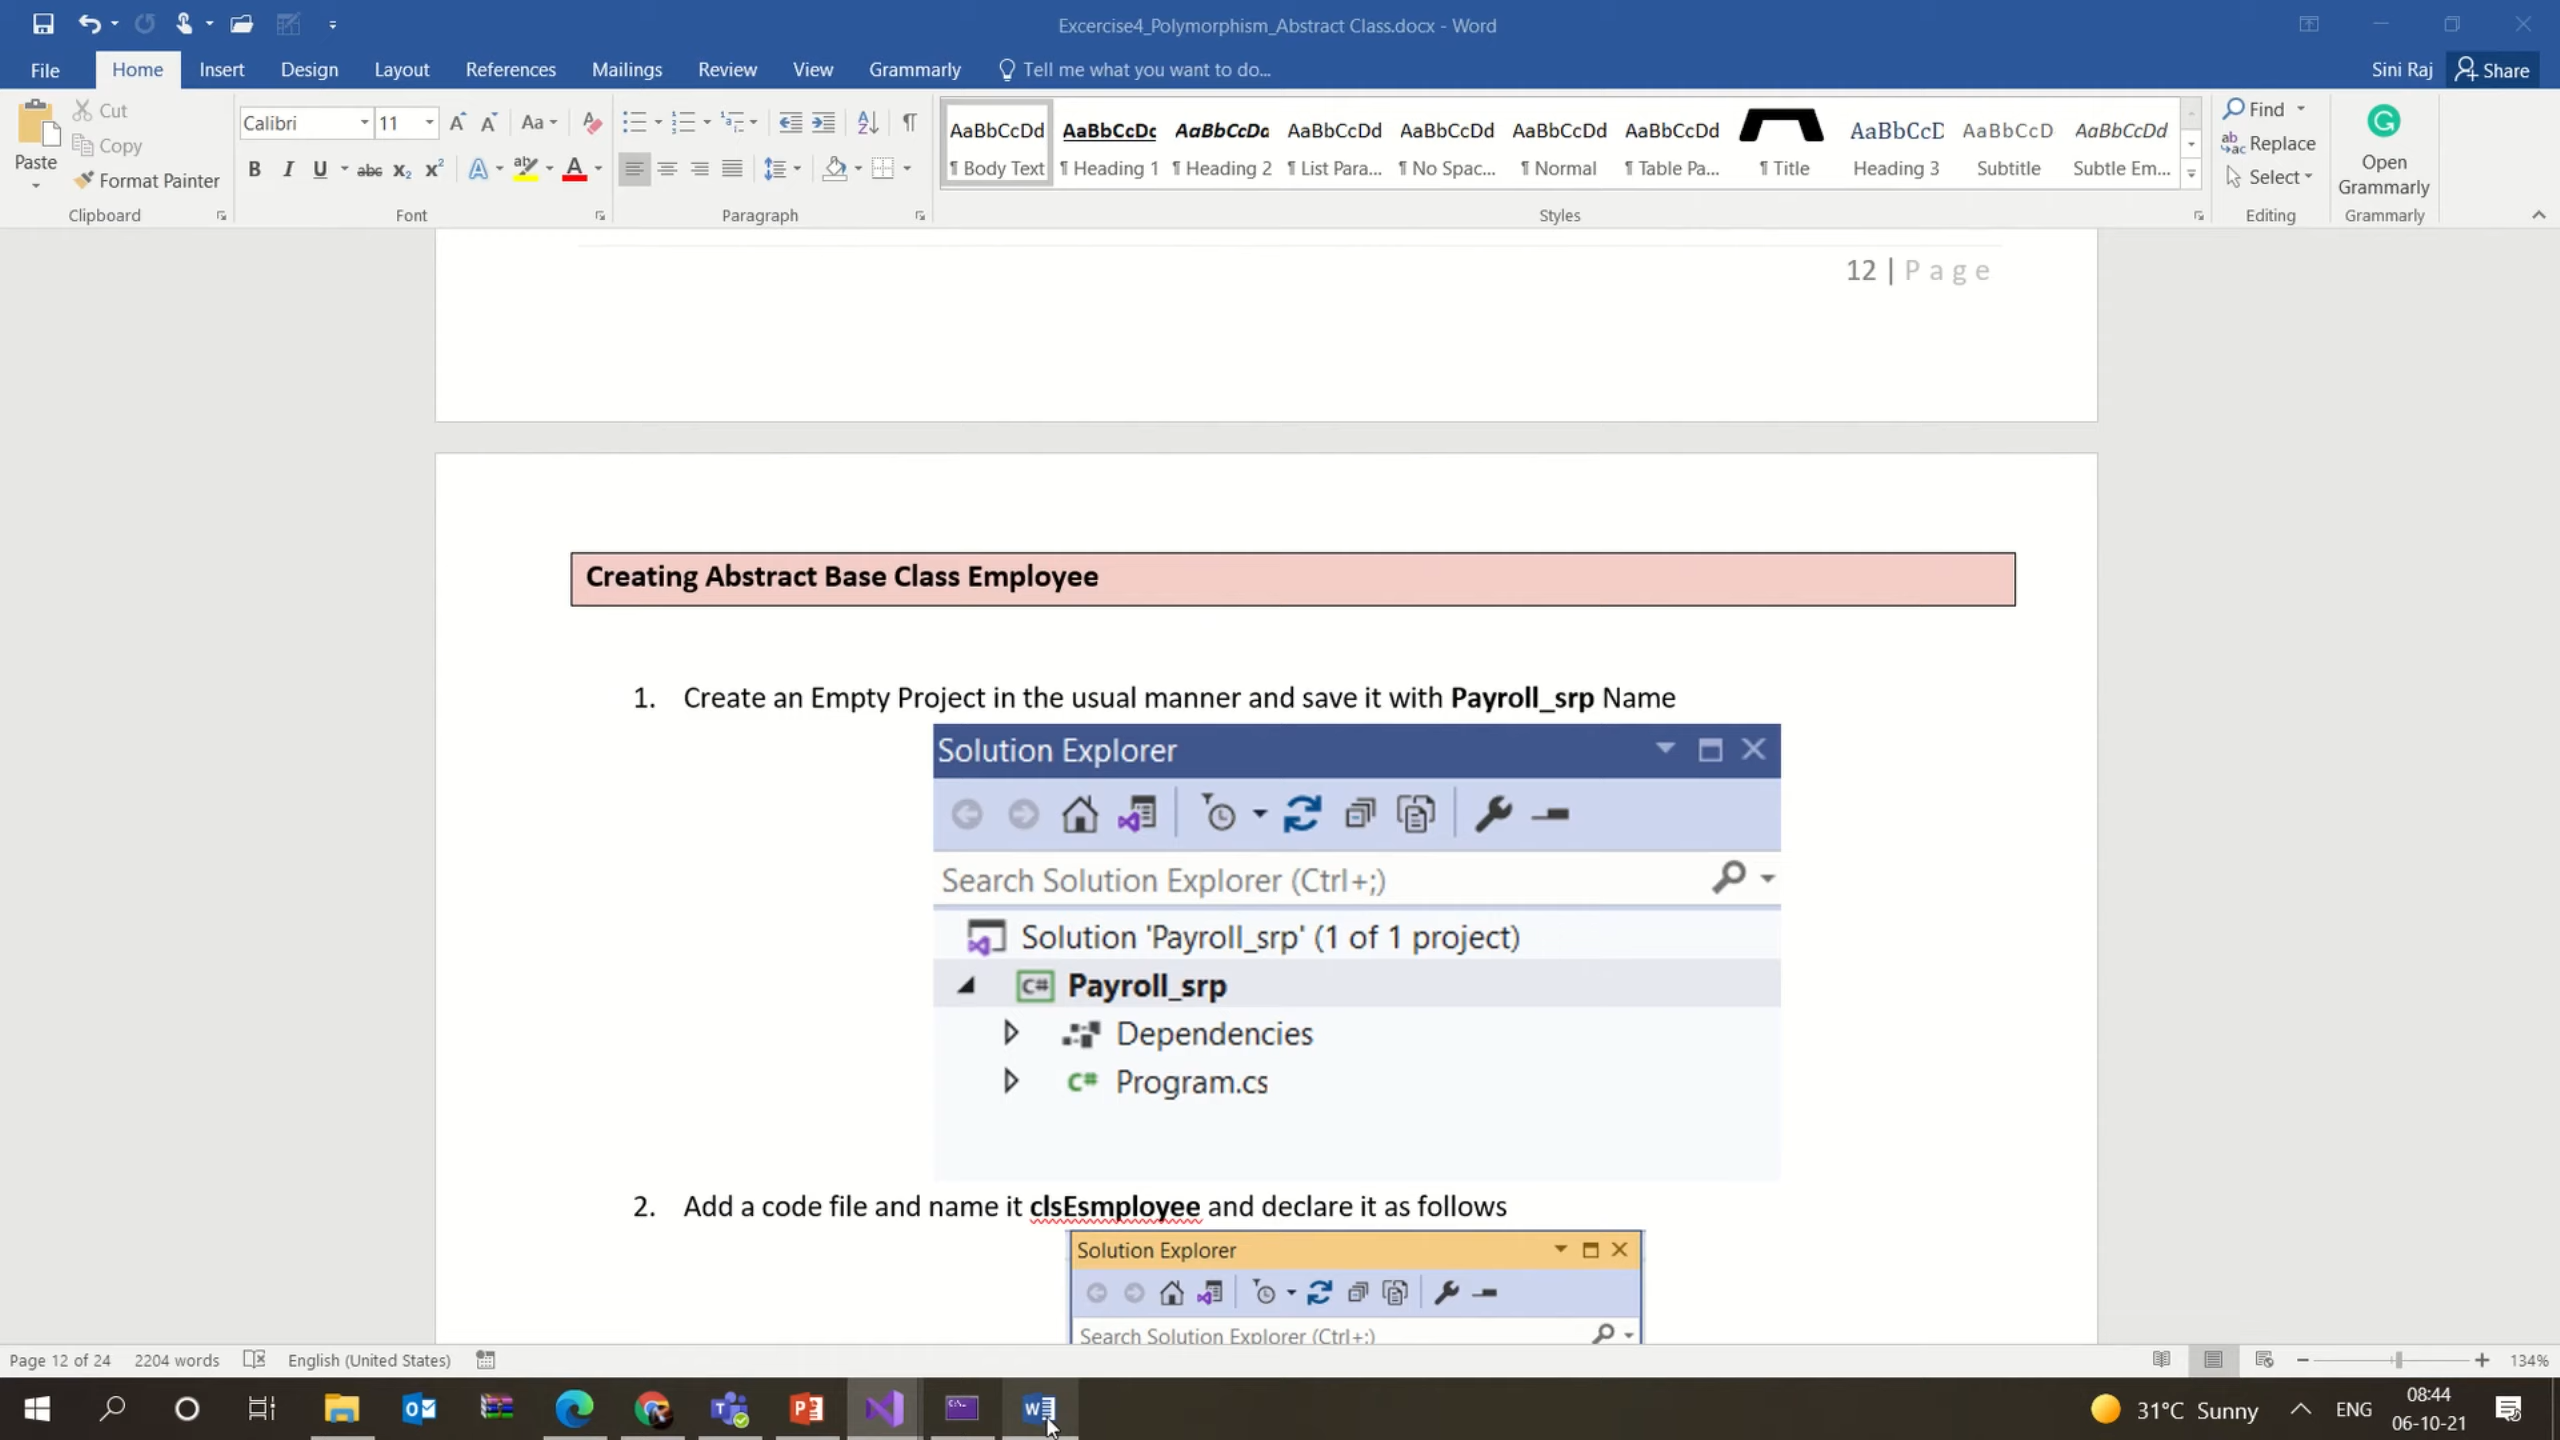 Excercise4_Polymorphism_Abstract Class.docx - Word
File Home Insert Design Layout References Mailings Review View Grammarly Tell me what you want to do... Sini Raj Share
Paste Cut Copy Format Painter Clipboard
Calibri 11 Aa Font
Paragraph
AaBbCcDd AaBbCcDc AaBbCcDa AaBbCcDd AaBbCcDd AaBbCcDd AaBbCcDd AaBbCcD AaBbCcD AaBbCcDd
¶ Body Text ¶ Heading 1 ¶ Heading 2 ¶ List Para... ¶ No Spac... ¶ Normal ¶ Table Pa... ¶ Title Heading 3 Subtitle Subtle Em...
Styles
Find Replace Select Editing
Open Grammarly Grammarly
12 | Page
Creating Abstract Base Class Employee
1. Create an Empty Project in the usual manner and save it with Payroll_srp Name
Solution Explorer
Search Solution Explorer (Ctrl+;)
Solution 'Payroll_srp' (1 of 1 project)
C# Payroll_srp
Dependencies
C# Program.cs
2. Add a code file and name it clsEsmployee and declare it as follows
Solution Explorer
Search Solution Explorer (Ctrl+;)
Page 12 of 24 2204 words English (United States) 134%
31°C Sunny ENG 08:44
06-10-21